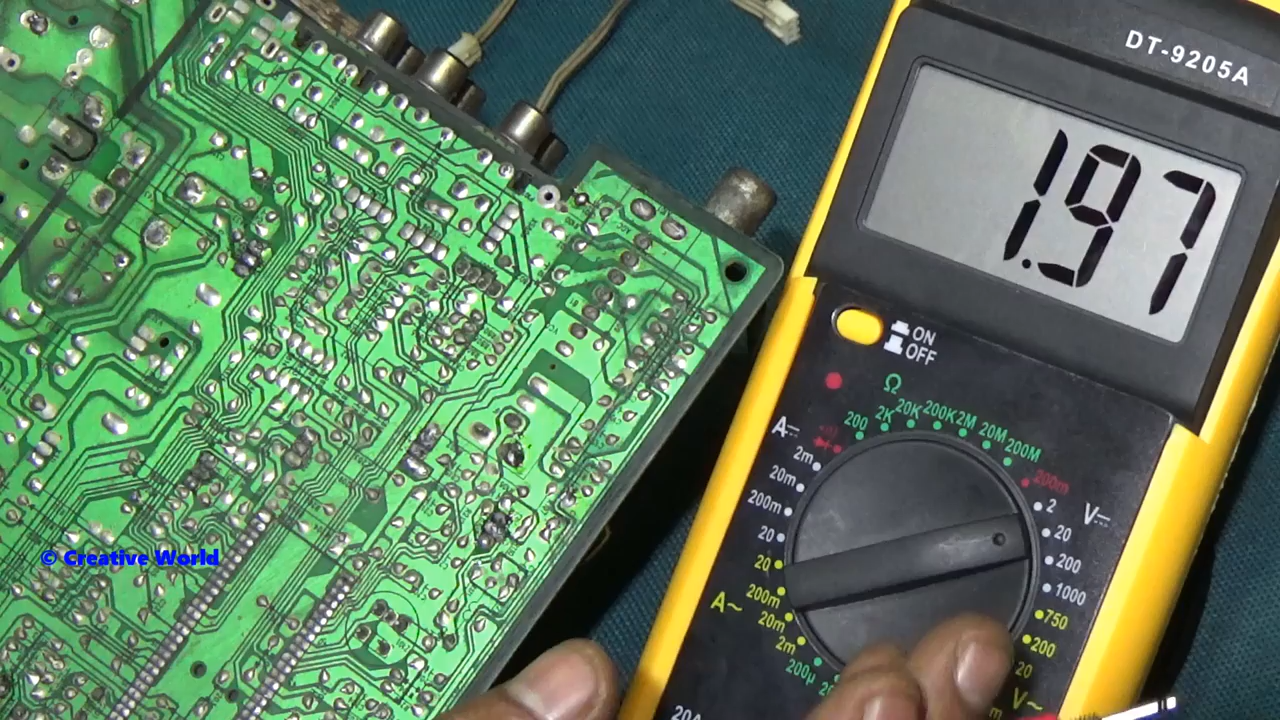 DT-9205A
1.97
ON
OFF
Ω
200
2K
20K
200K
2M
20M
200M
A
2m
20m
200m
20
20
200m
A~
20m
2m
200µ
20A
200m
2
V
20
200
1000
750
200
20
V~
m
© Creative World